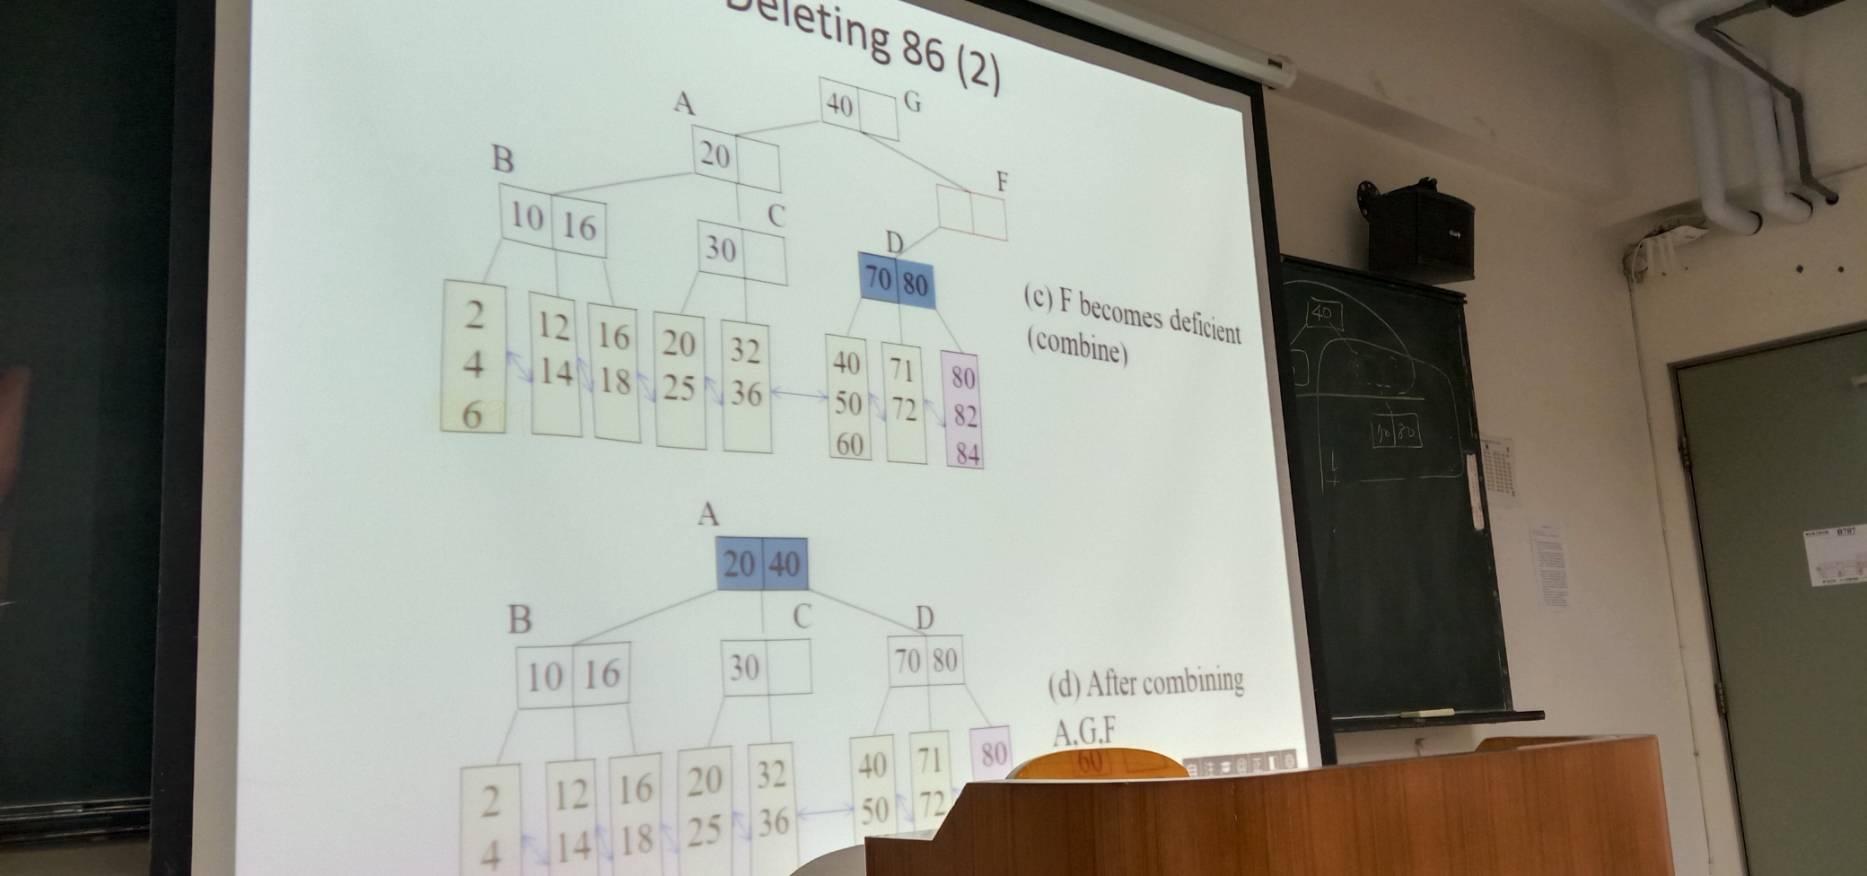 Deleting 86 (2)
40 G
A
20
F
B
10 16
C
30
D
70 80
2 12 16 20 32 40 71 80
4 14 18 25 36 50 72 82
6 60 84
(c) F becomes deficient
(combine)
A
20 40
B C D
10 16 30 70 80
(d) After combining
A,G,F
2 12 16 20 32 40 71 80
4 14 18 25 36 50 72
60
40
80